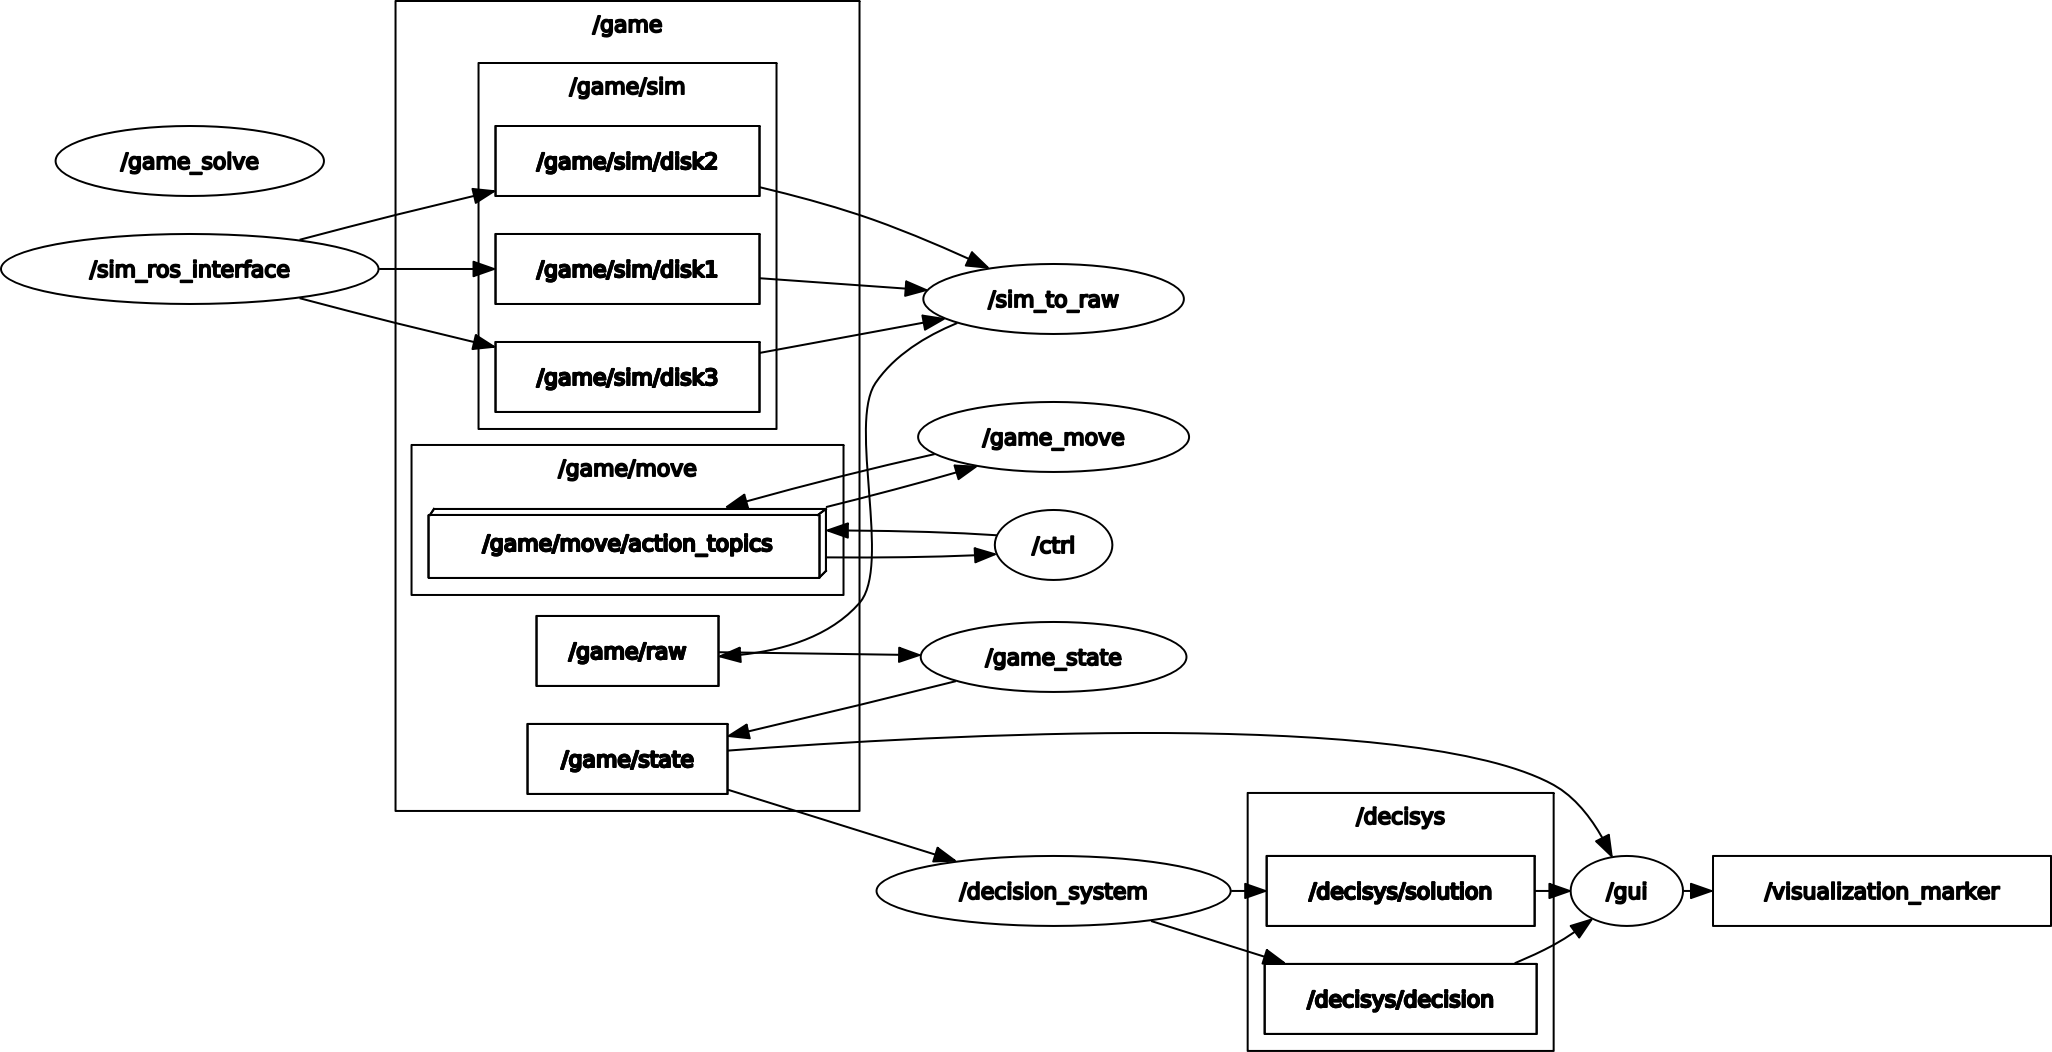 /game
/game/sim
/game_solve
/game/sim/disk2
/sim_ros_interface
/game/sim/disk1
/sim_to_raw
/game/sim/disk3
/game_move
/game/move
/game/move/action_topics
/ctrl
/game/raw
/game_state
/game/state
/decisys
/decision_system
/decisys/solution
/gui
/visualization_marker
/decisys/decision